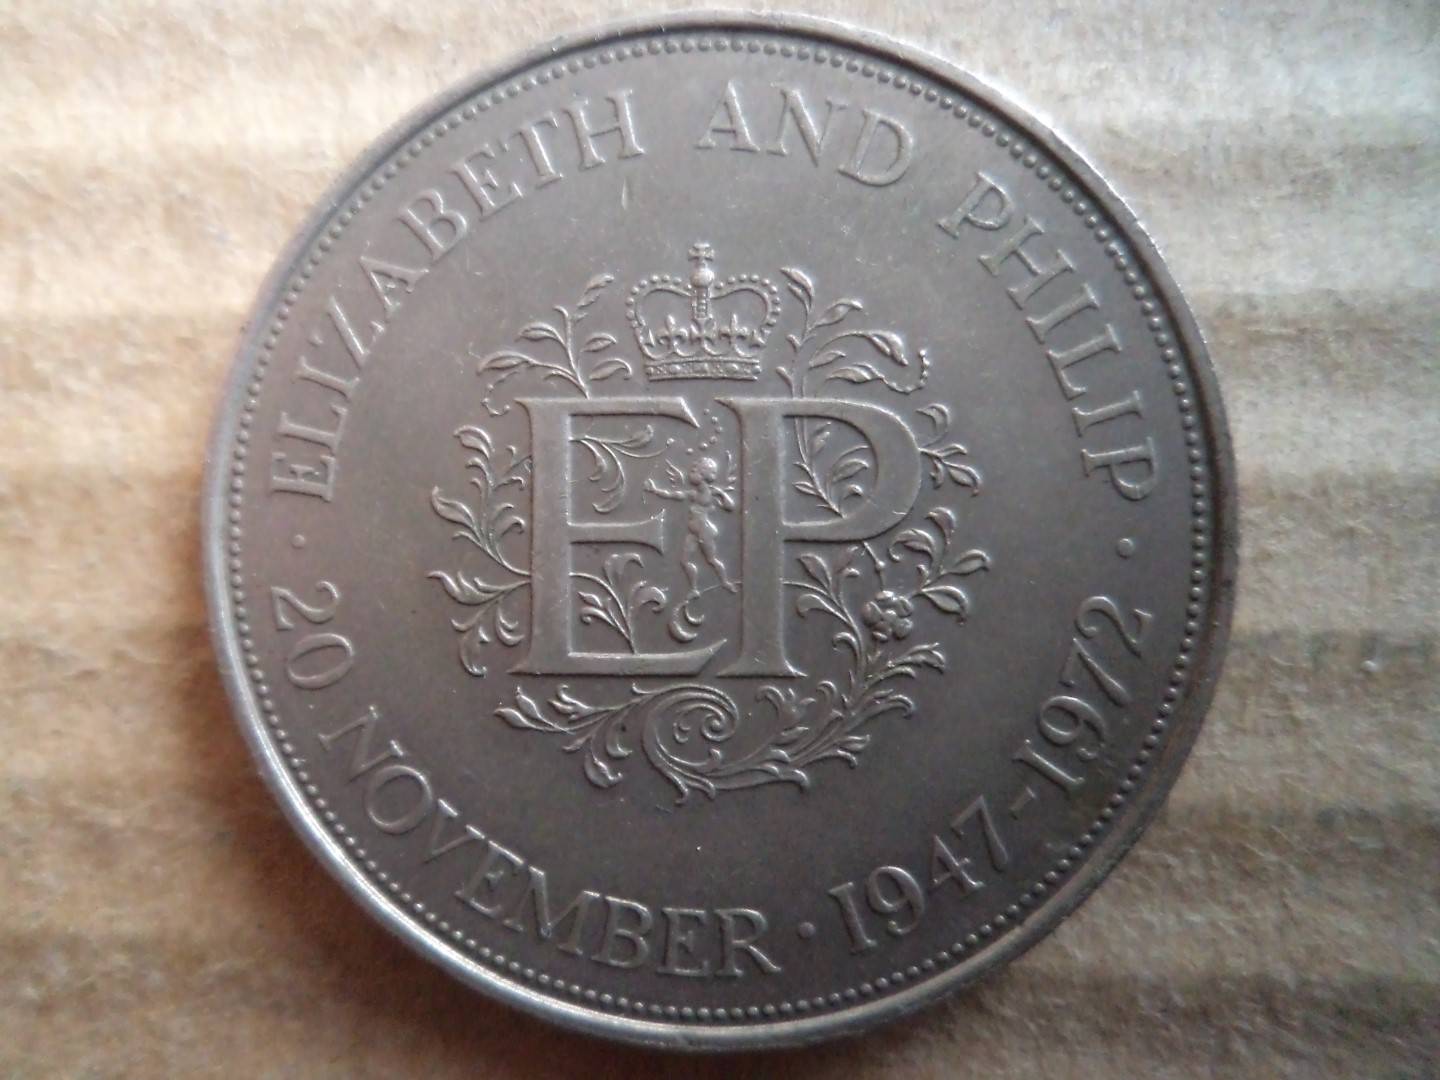 ELIZABETH AND PHILIP
· 20 NOVEMBER · 1947-1972 ·
EP